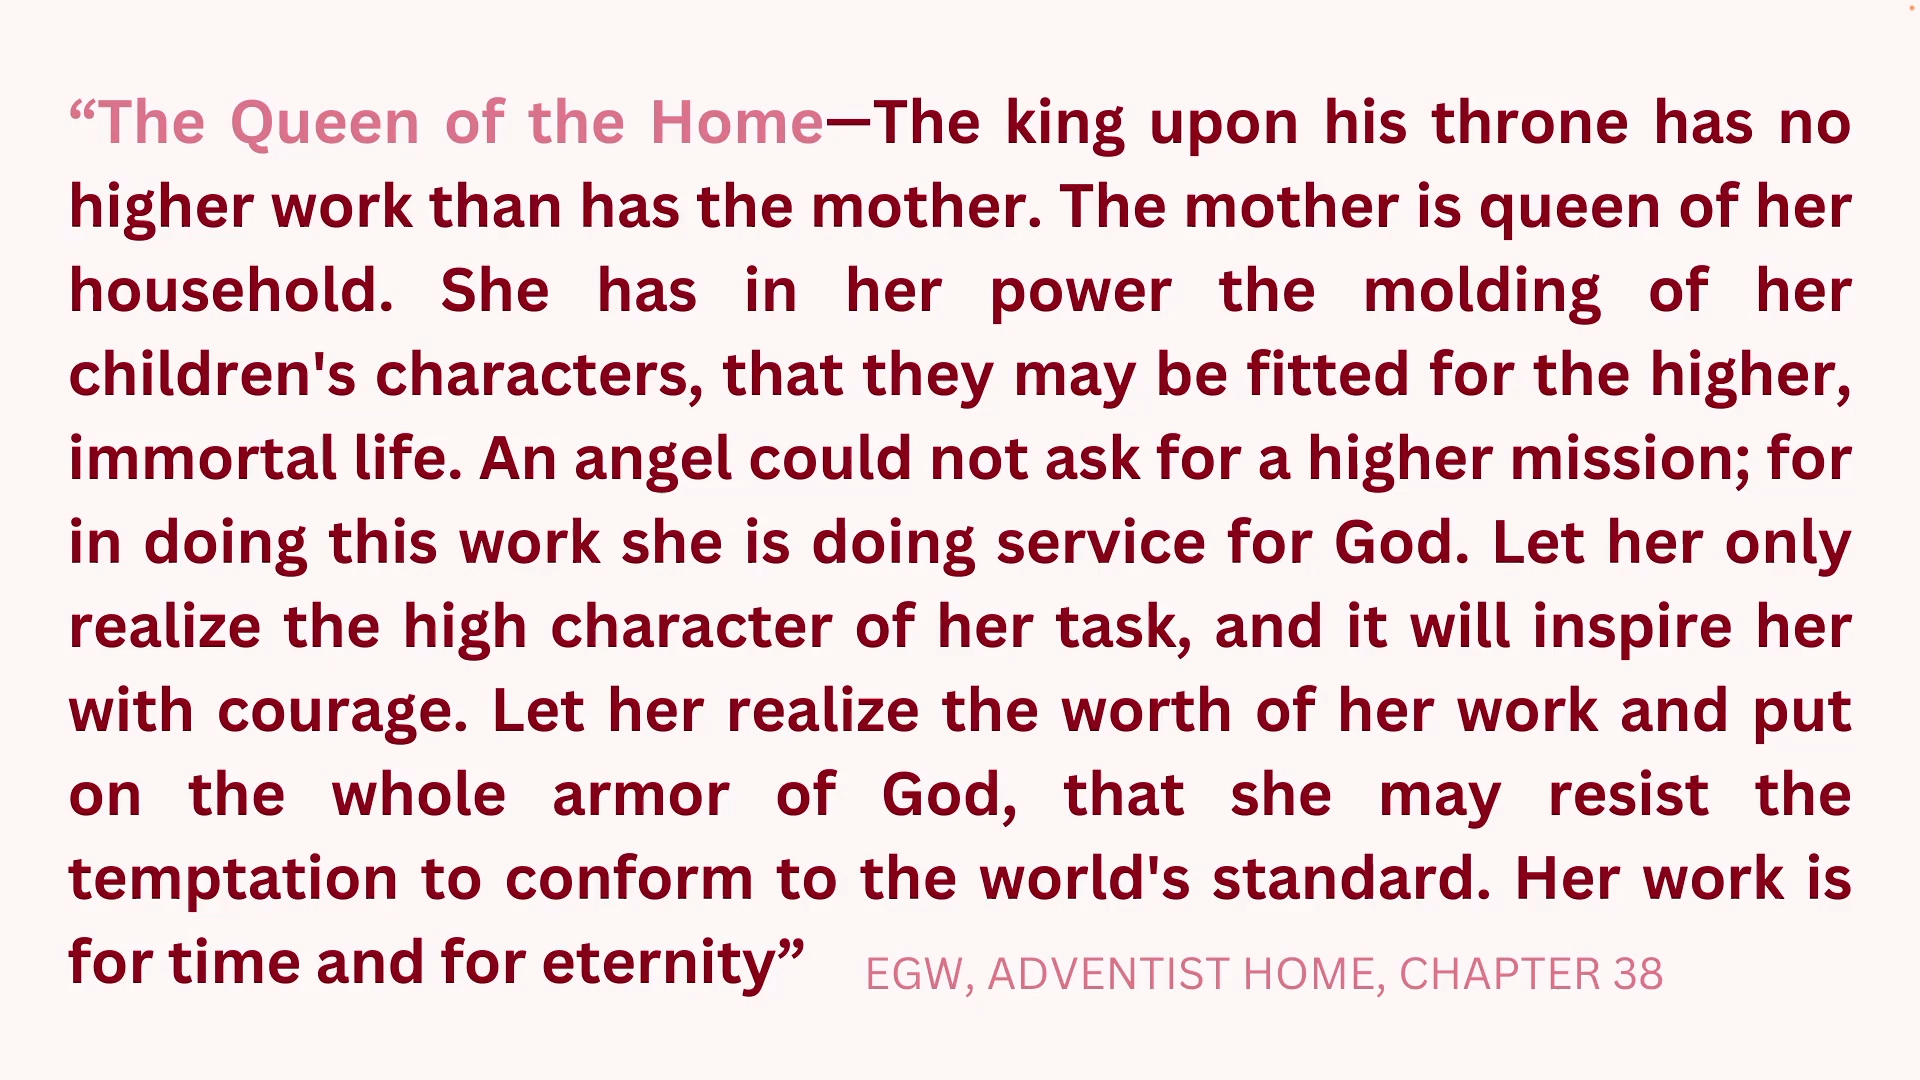 “The Queen of the Home—The king upon his throne has no
higher work than has the mother. The mother is queen of her
household. She has in her power the molding of her
children's characters, that they may be fitted for the higher,
immortal life. An angel could not ask for a higher mission; for
in doing this work she is doing service for God. Let her only
realize the high character of her task, and it will inspire her
with courage. Let her realize the worth of her work and put
on the whole armor of God, that she may resist the
temptation to conform to the world's standard. Her work is
for time and for eternity”
EGW, ADVENTIST HOME, CHAPTER 38